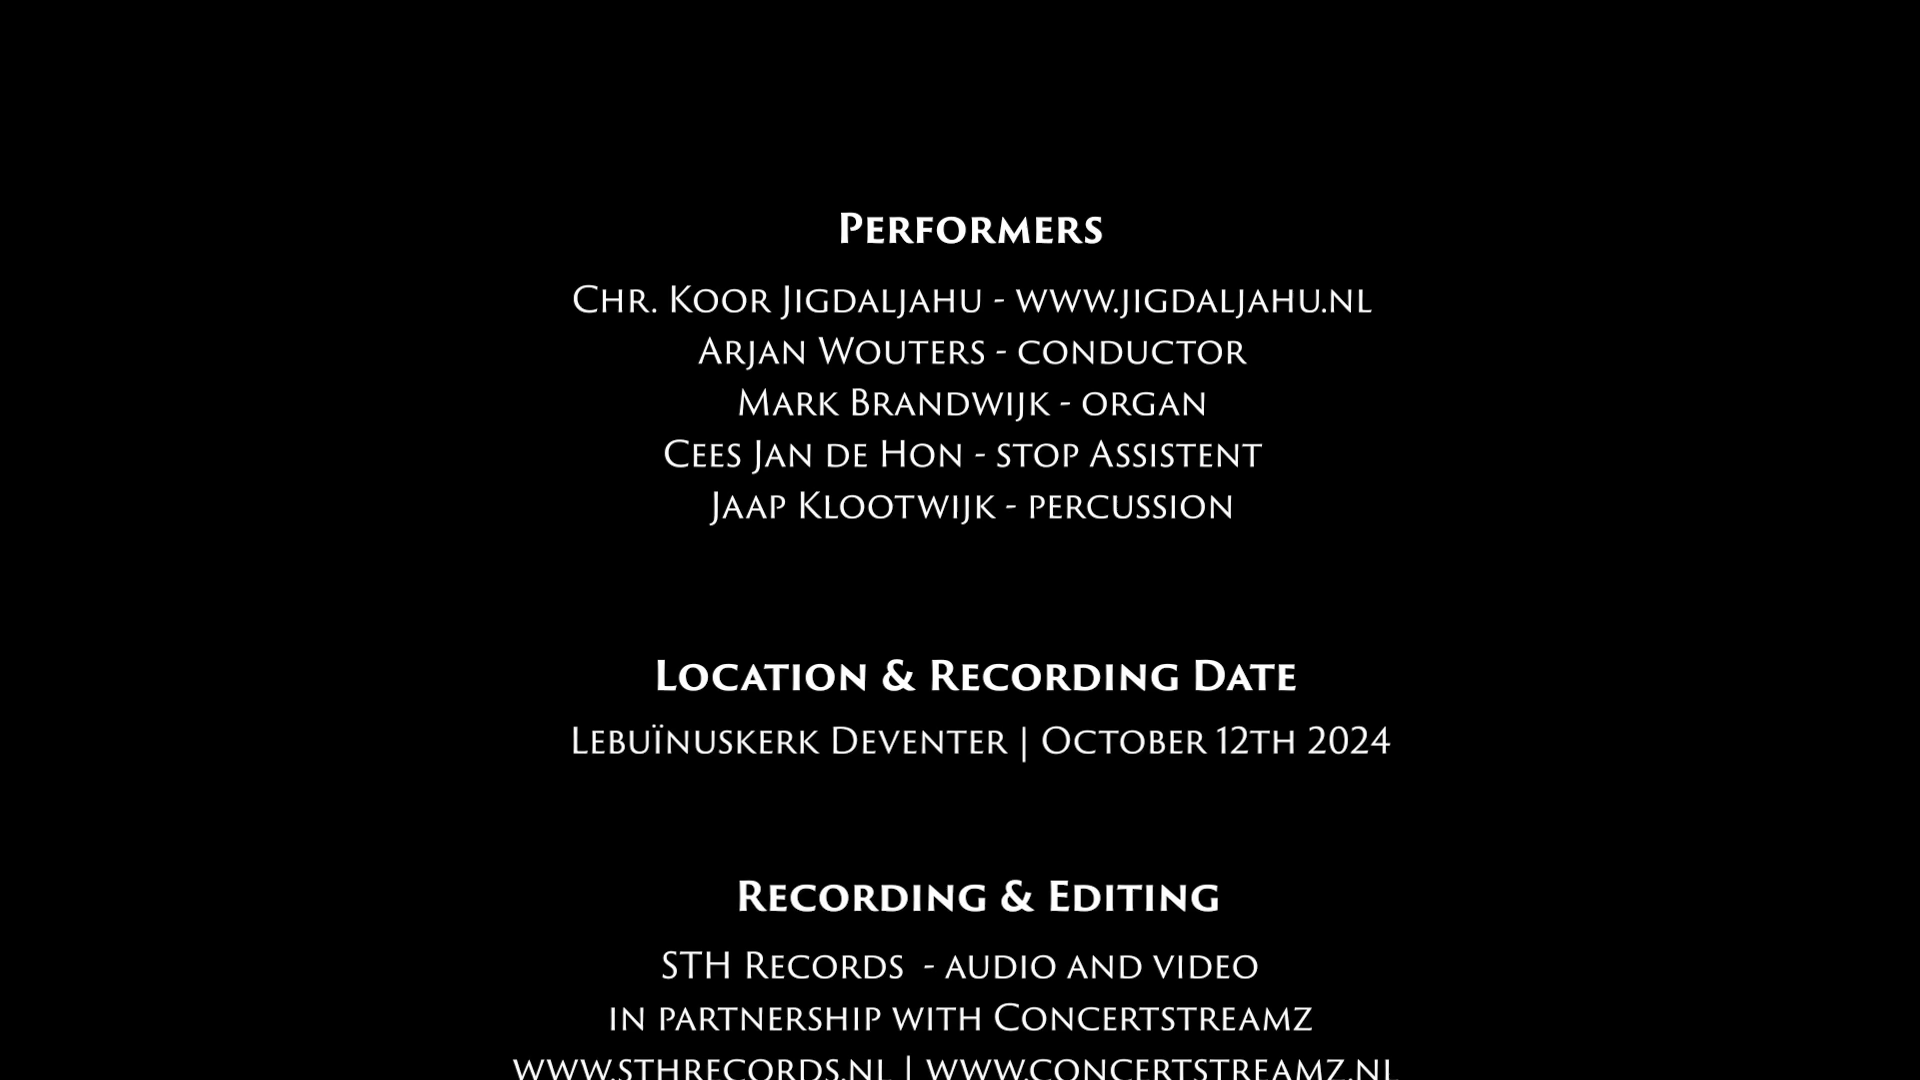 Performers
Chr. Koor Jigdaljahu - www.jigdaljahu.nl
Arjan Wouters - conductor
Mark Brandwijk - organ
Cees Jan de Hon - stop Assistent
Jaap Klootwijk - percussion
Location & Recording Date
Lebuïnuskerk Deventer | October 12th 2024
Recording & Editing
STH Records - audio and video
in partnership with Concertstreamz
www.sthrecords.nl | www.concertstreamz.nl